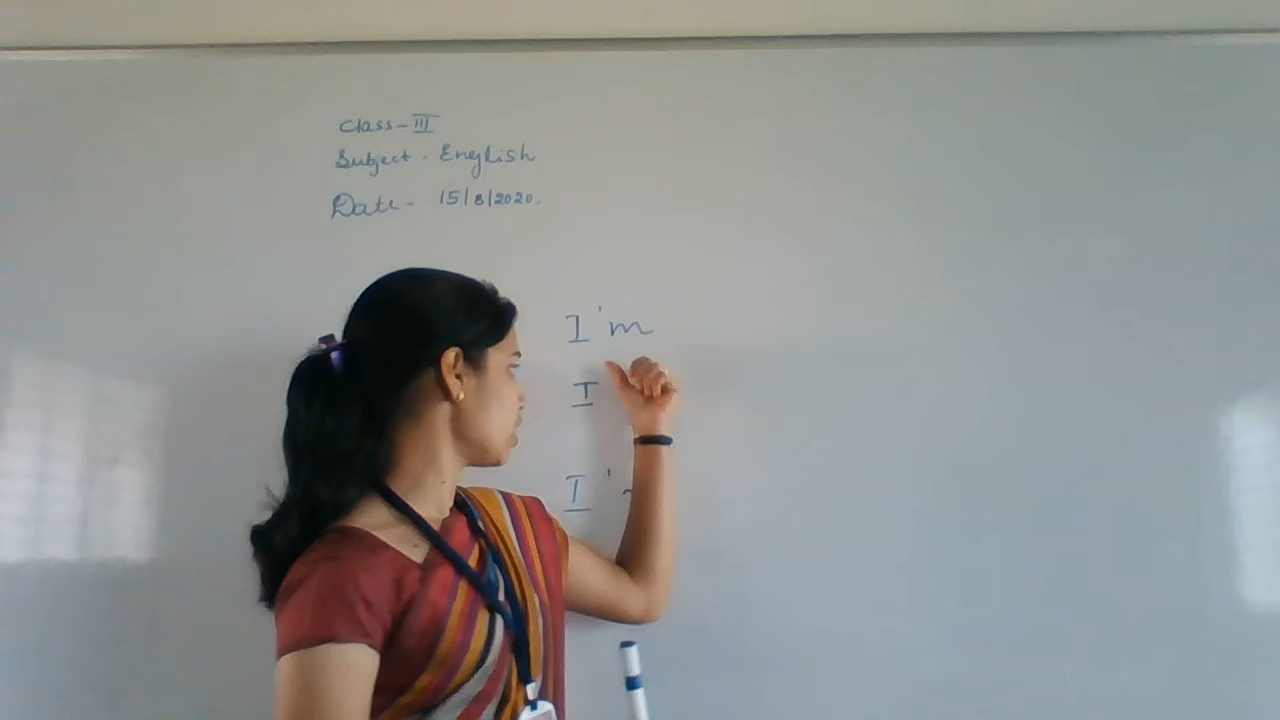 Class - III
Subject - English
Date - 15/8/2020.
I'm
I
I'